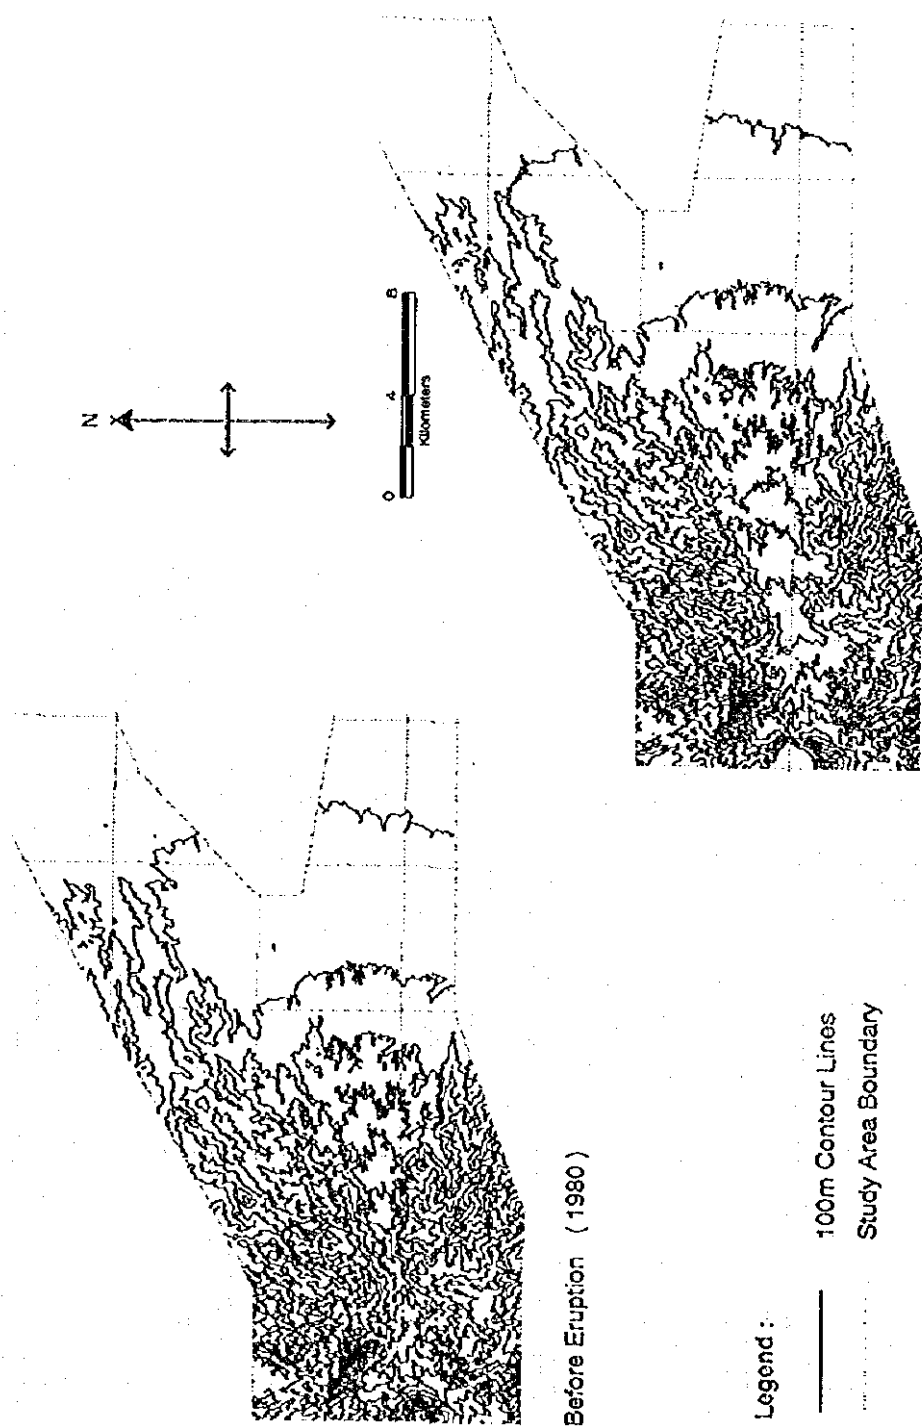 N
0 4 8
Kilometers
Before Eruption ( 1980 )
Legend :
100m Contour Lines
Study Area Boundary